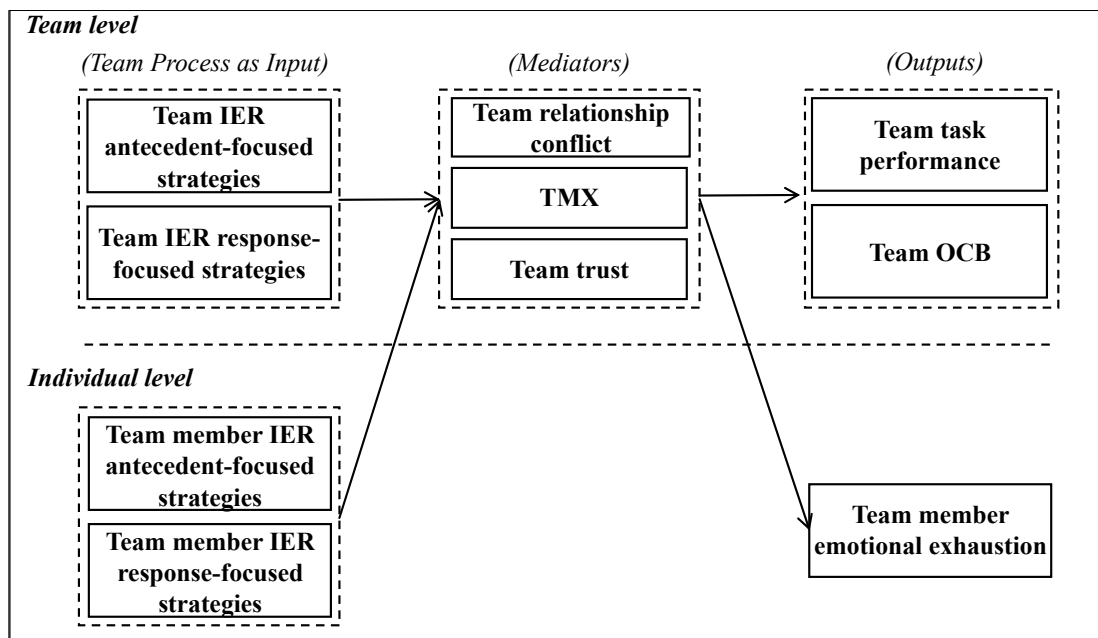 Team level
(Team Process as Input)
(Mediators)
(Outputs)
Team IER
antecedent-focused
strategies
Team IER response-
focused strategies
Team relationship
conflict
TMX
Team trust
Team task
performance
Team OCB
Individual level
Team member IER
antecedent-focused
strategies
Team member IER
response-focused
strategies
Team member
emotional exhaustion